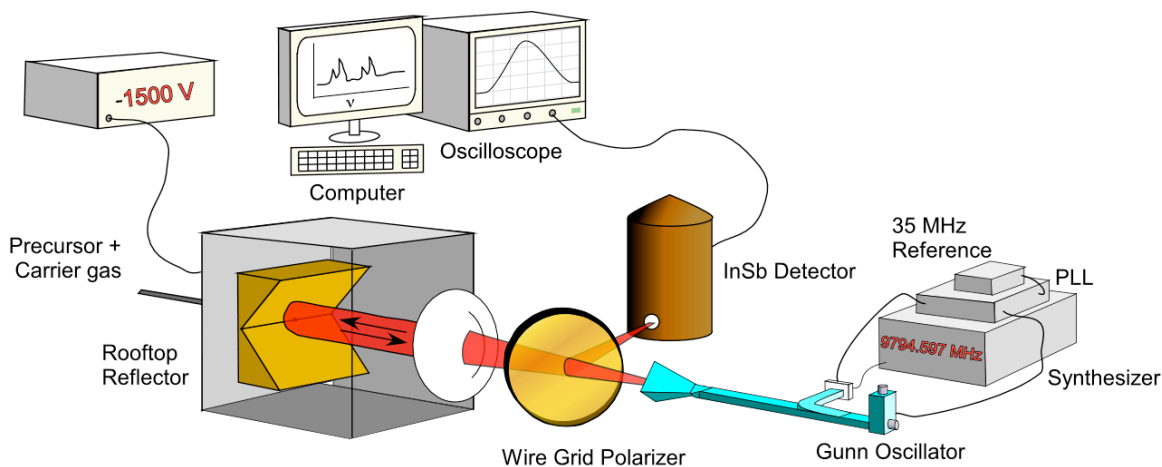 -1500 V
ν
Oscilloscope
Computer
Precursor +
Carrier gas
Rooftop
Reflector
InSb Detector
35 MHz
Reference
PLL
9794.597 MHz
Synthesizer
Gunn Oscillator
Wire Grid Polarizer